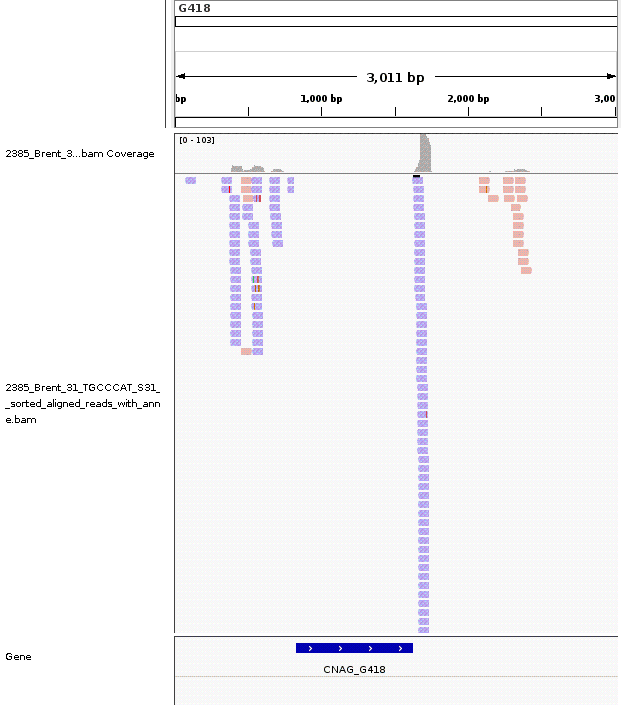 G418
3,011 bp
bp 1,000 bp 2,000 bp 3,00
[0 - 103]
2385_Brent_3...bam Coverage
2385_Brent_31_TGCCCAT_S31_
_sorted_aligned_reads_with_ann
e.bam
Gene
CNAG_G418